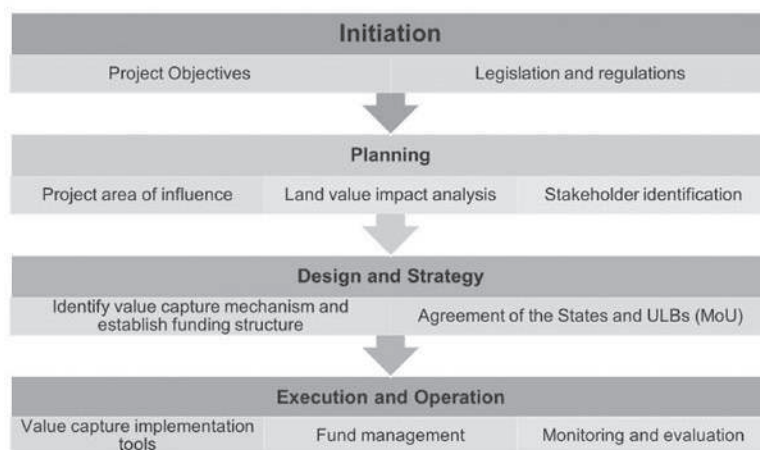 Initiation
Project Objectives
Legislation and regulations
Planning
Project area of influence
Land value impact analysis
Stakeholder identification
Design and Strategy
Identify value capture mechanism and
establish funding structure
Agreement of the States and ULBs (MoU)
Execution and Operation
Value capture implementation
tools
Fund management
Monitoring and evaluation